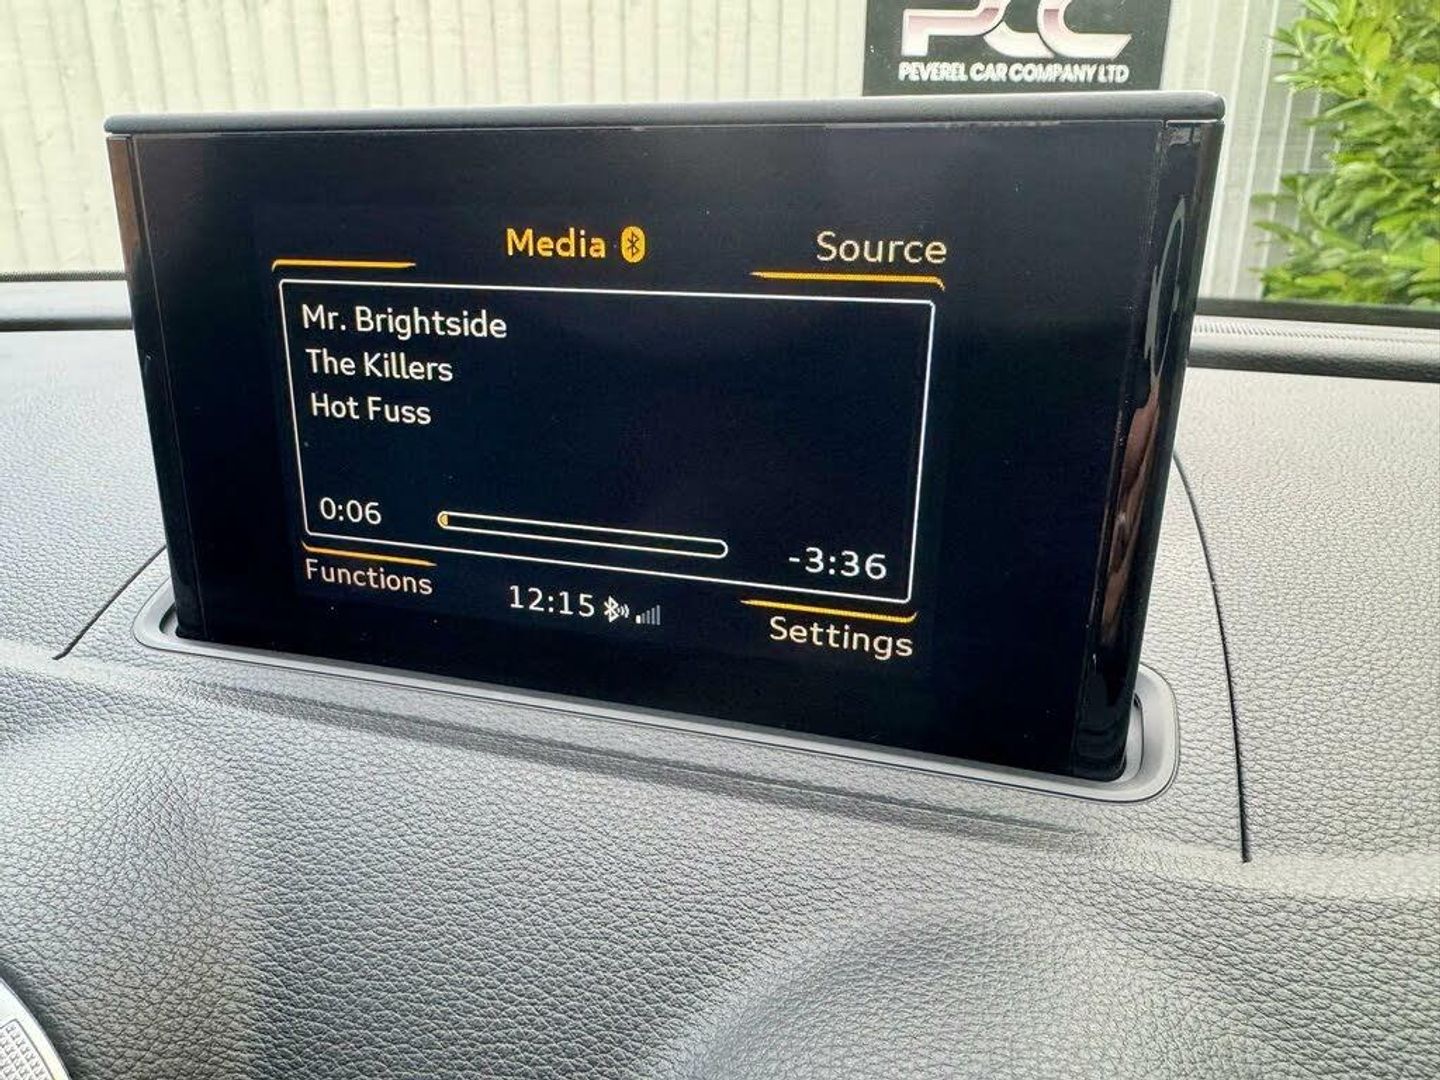 PCC
PEVEREL CAR COMPANY LTD
Media
Source
Mr. Brightside
The Killers
Hot Fuss
0:06
-3:36
Functions
12:15
Settings